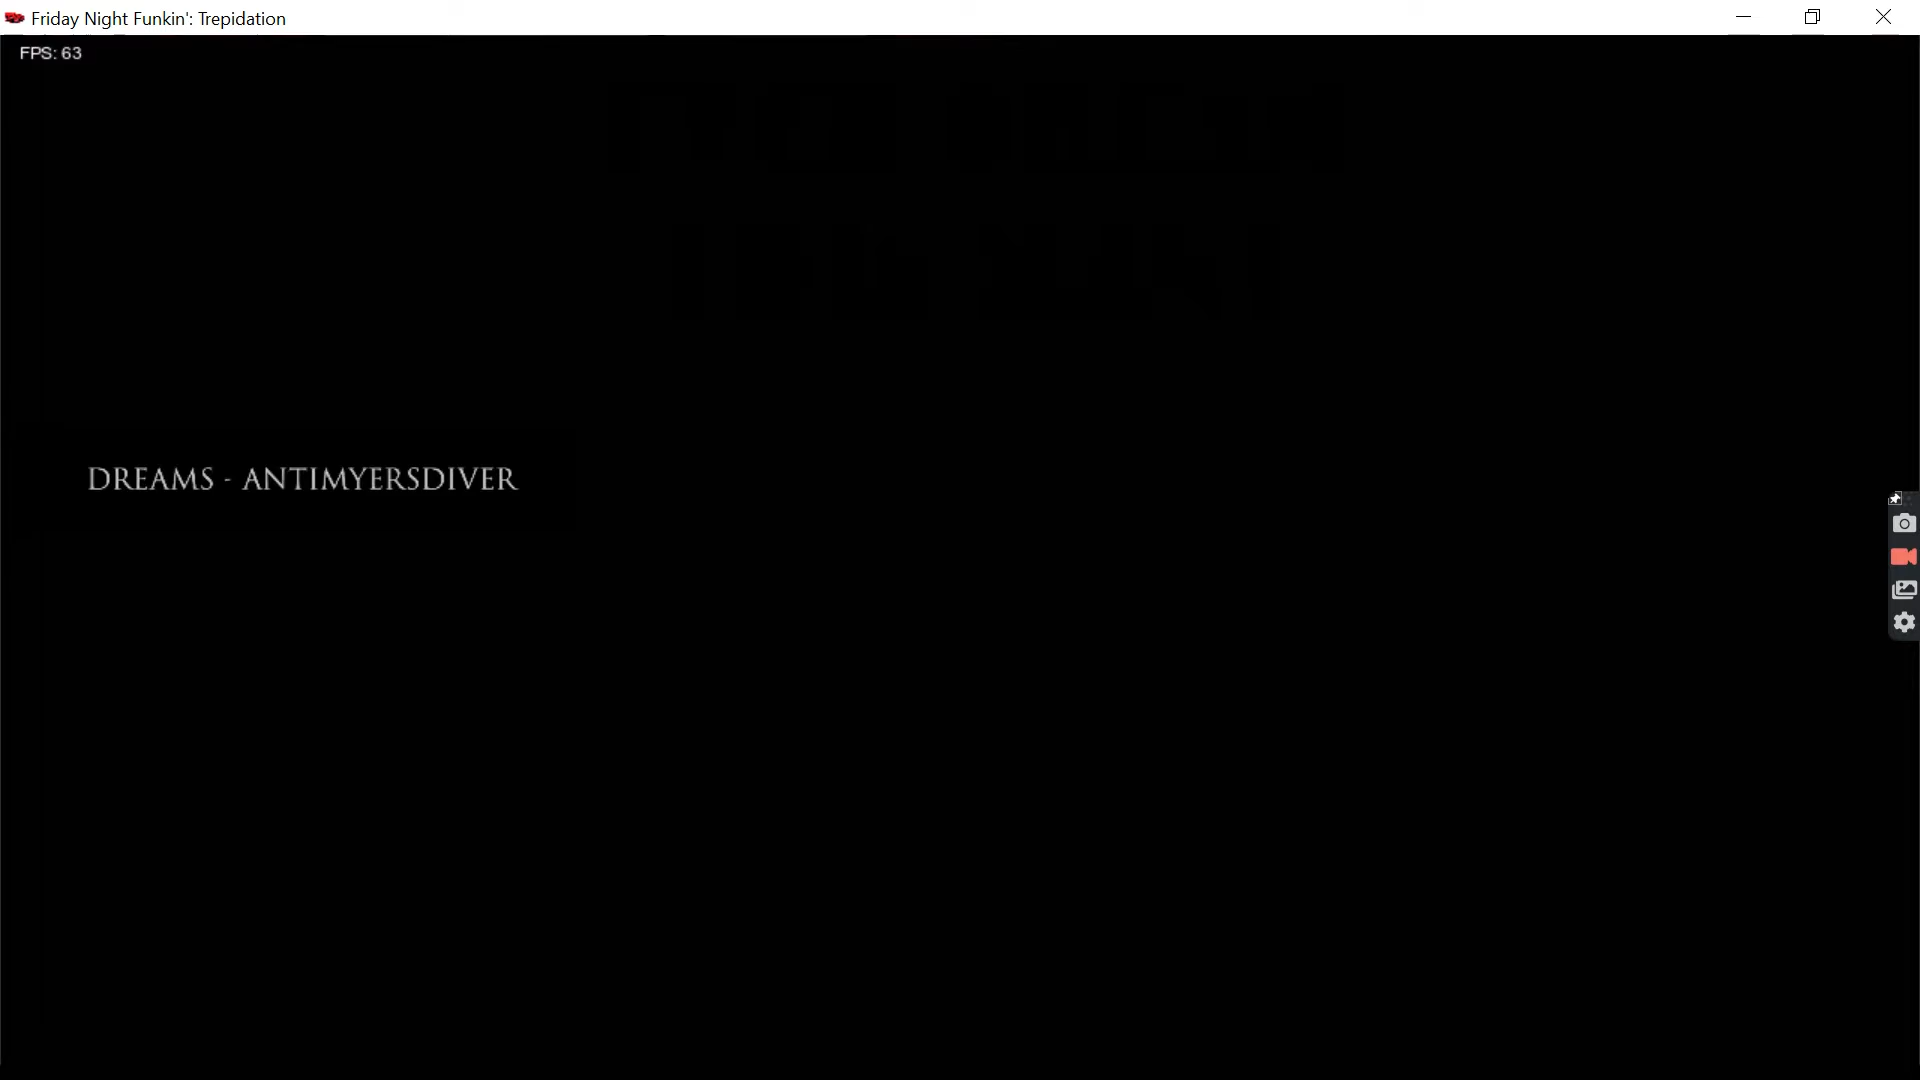 Friday Night Funkin': Trepidation
FPS: 63
DREAMS - ANTIMYERSDIVER